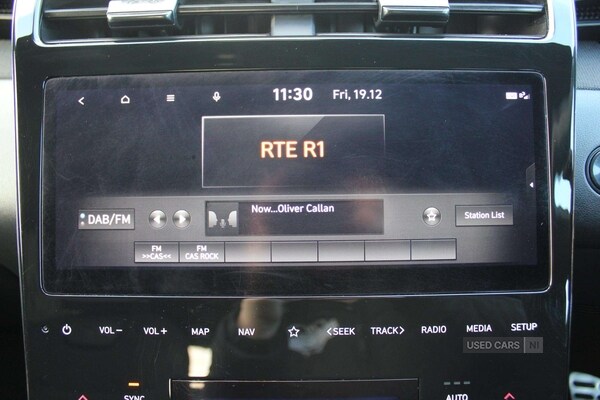 11:30 Fri, 19.12
RTE R1
Now...Oliver Callan
DAB/FM
Station List
FM
>>CAS<<
FM
CAS ROCK
VOL− VOL+ MAP NAV <SEEK TRACK> RADIO MEDIA SETUP
USED CARS NI
SYNC AUTO